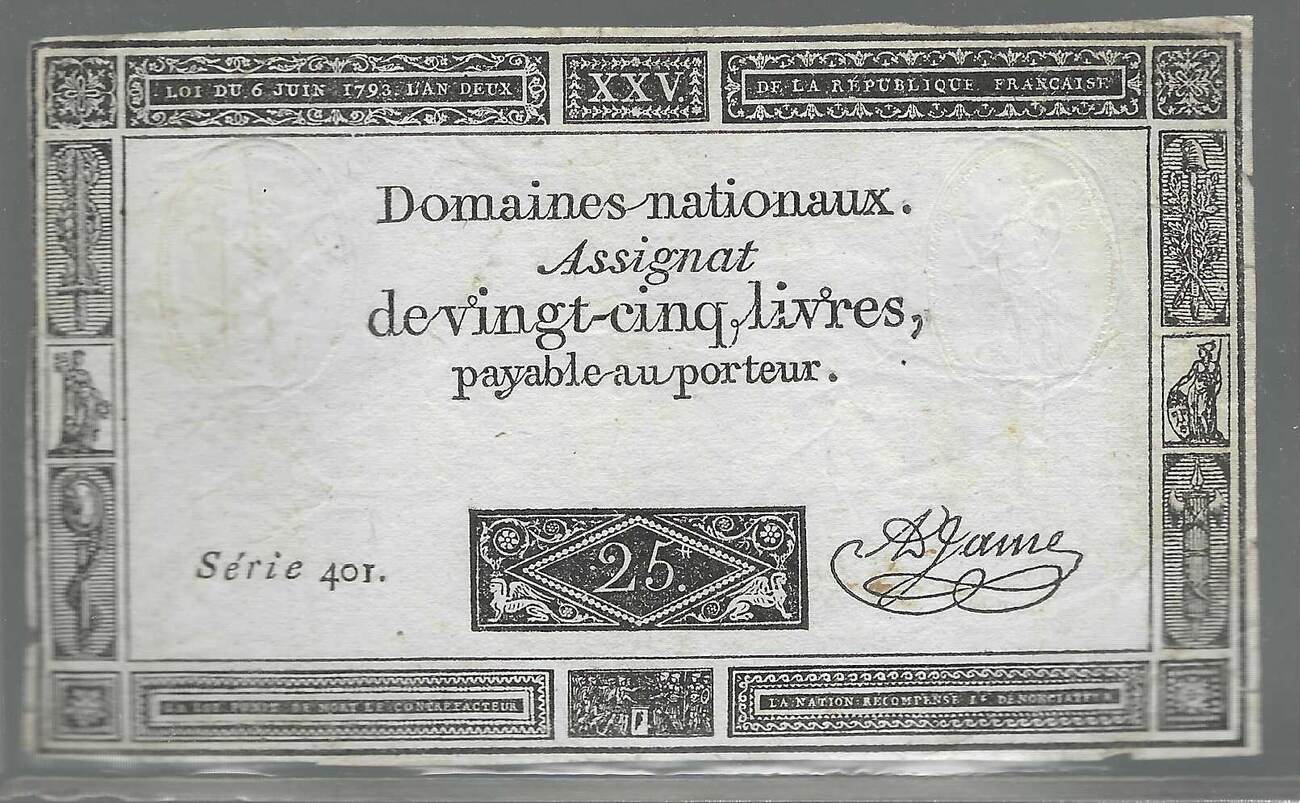 LOI DU 6 JUIN 1793. L'AN DEUX
XXV.
DE LA RÉPUBLIQUE FRANÇAISE
Domaines nationaux.
Assignat
de vingt-cinq livres,
payable au porteur.
Série 401.
25.#
A Jame
LA LOI PUNIT DE MORT LE CONTREFACTEUR
LA NATION RÉCOMPENSE LE DÉNONCIATEUR